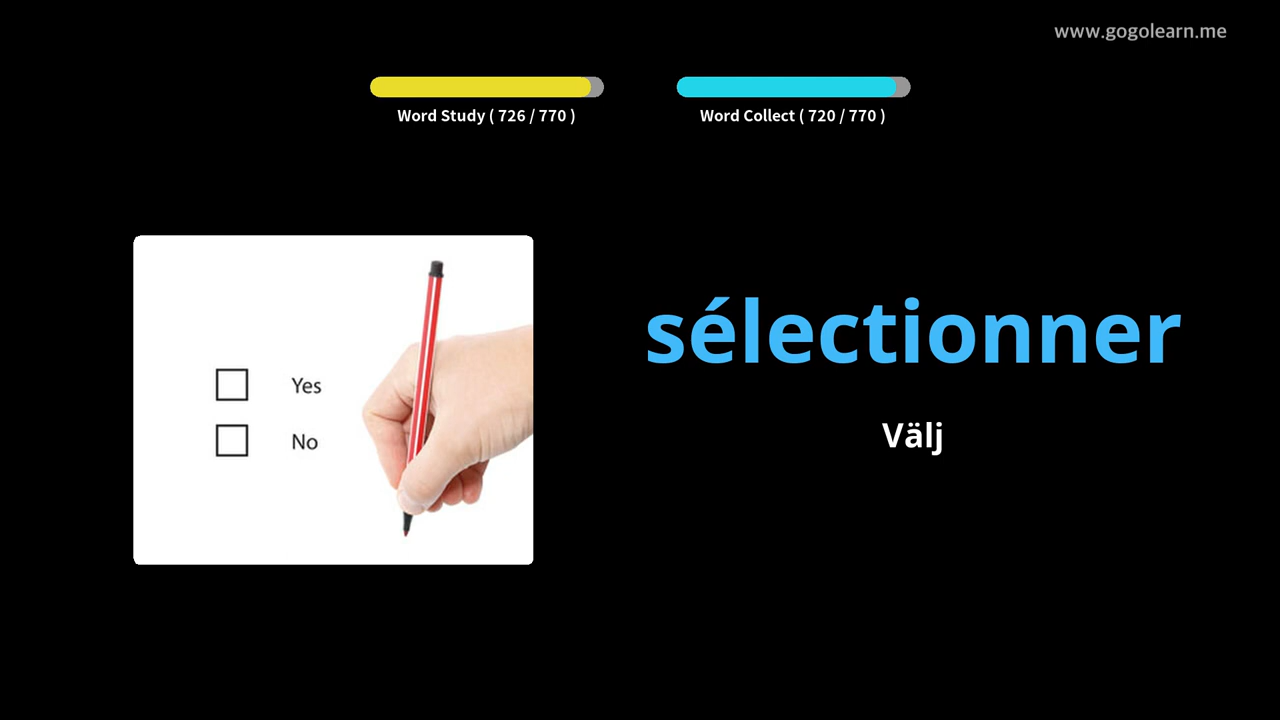 www.gogolearn.me
Word Study ( 726 / 770 )
Word Collect ( 720 / 770 )
Yes
No
sélectionner
Välj